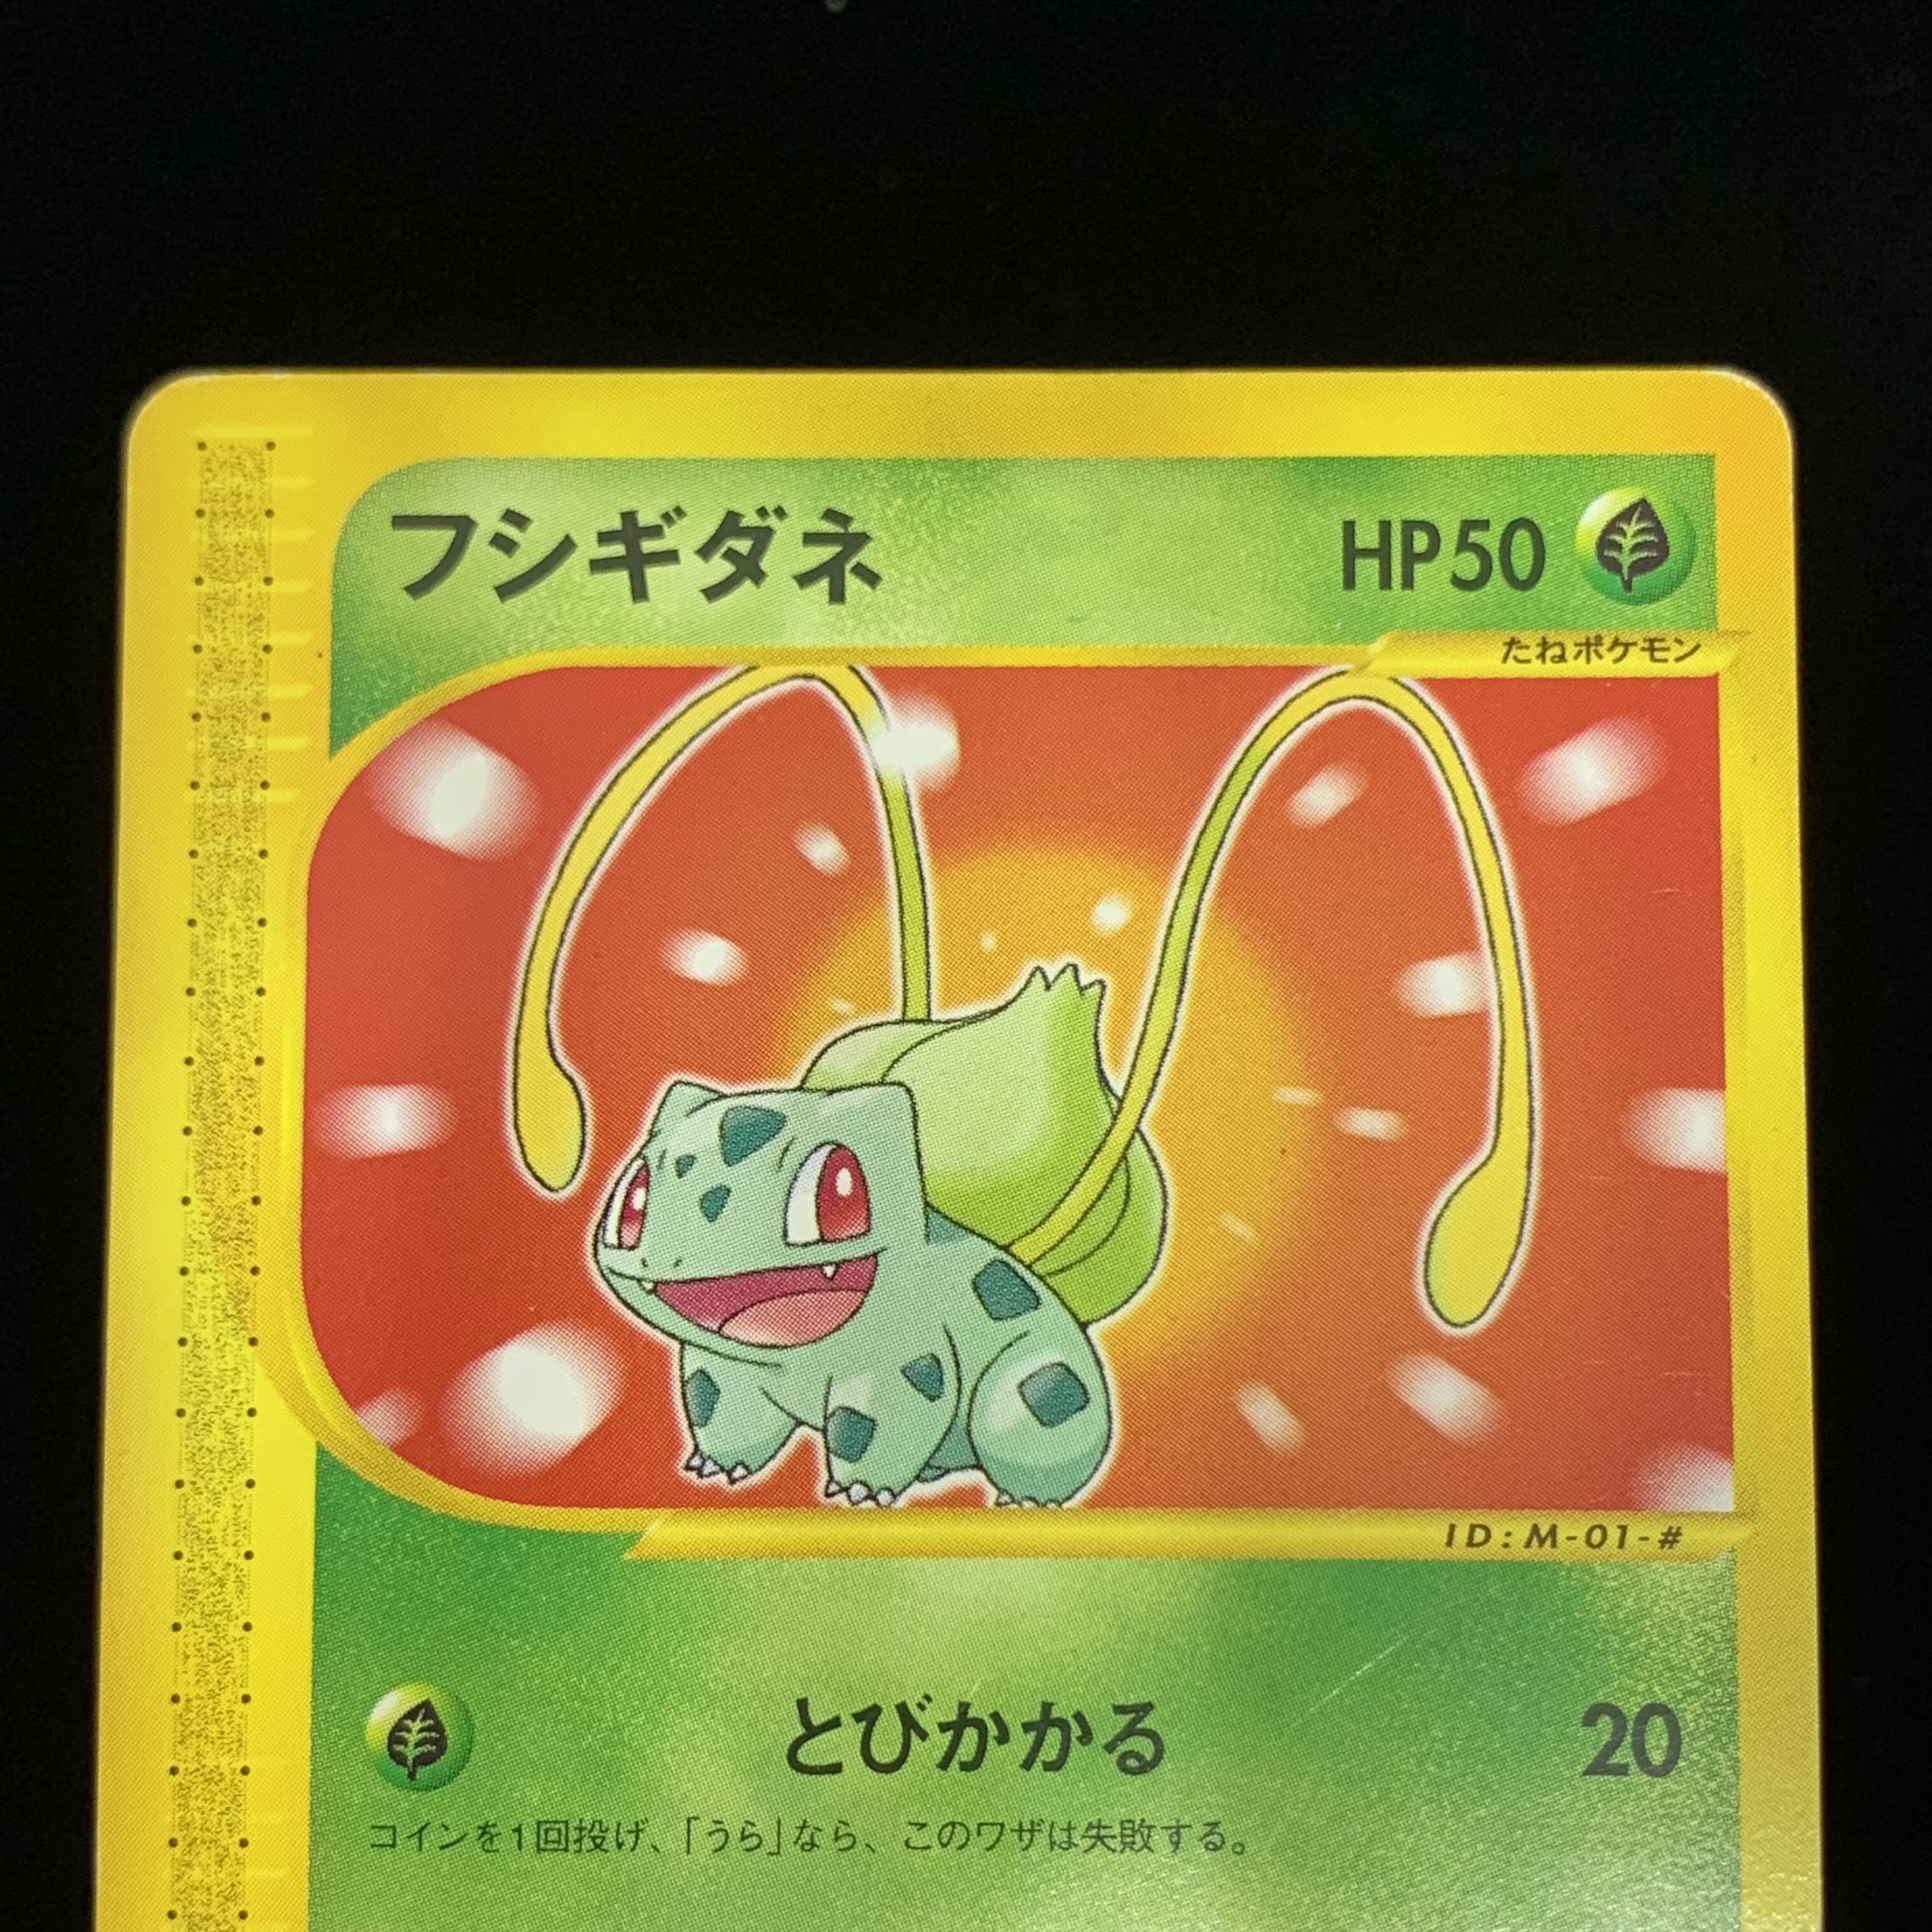 フシギダネ HP50
たねポケモン
ID:M-01-#
とびかかる 20
コインを1回投げ、「うら」なら、このワザは失敗する。